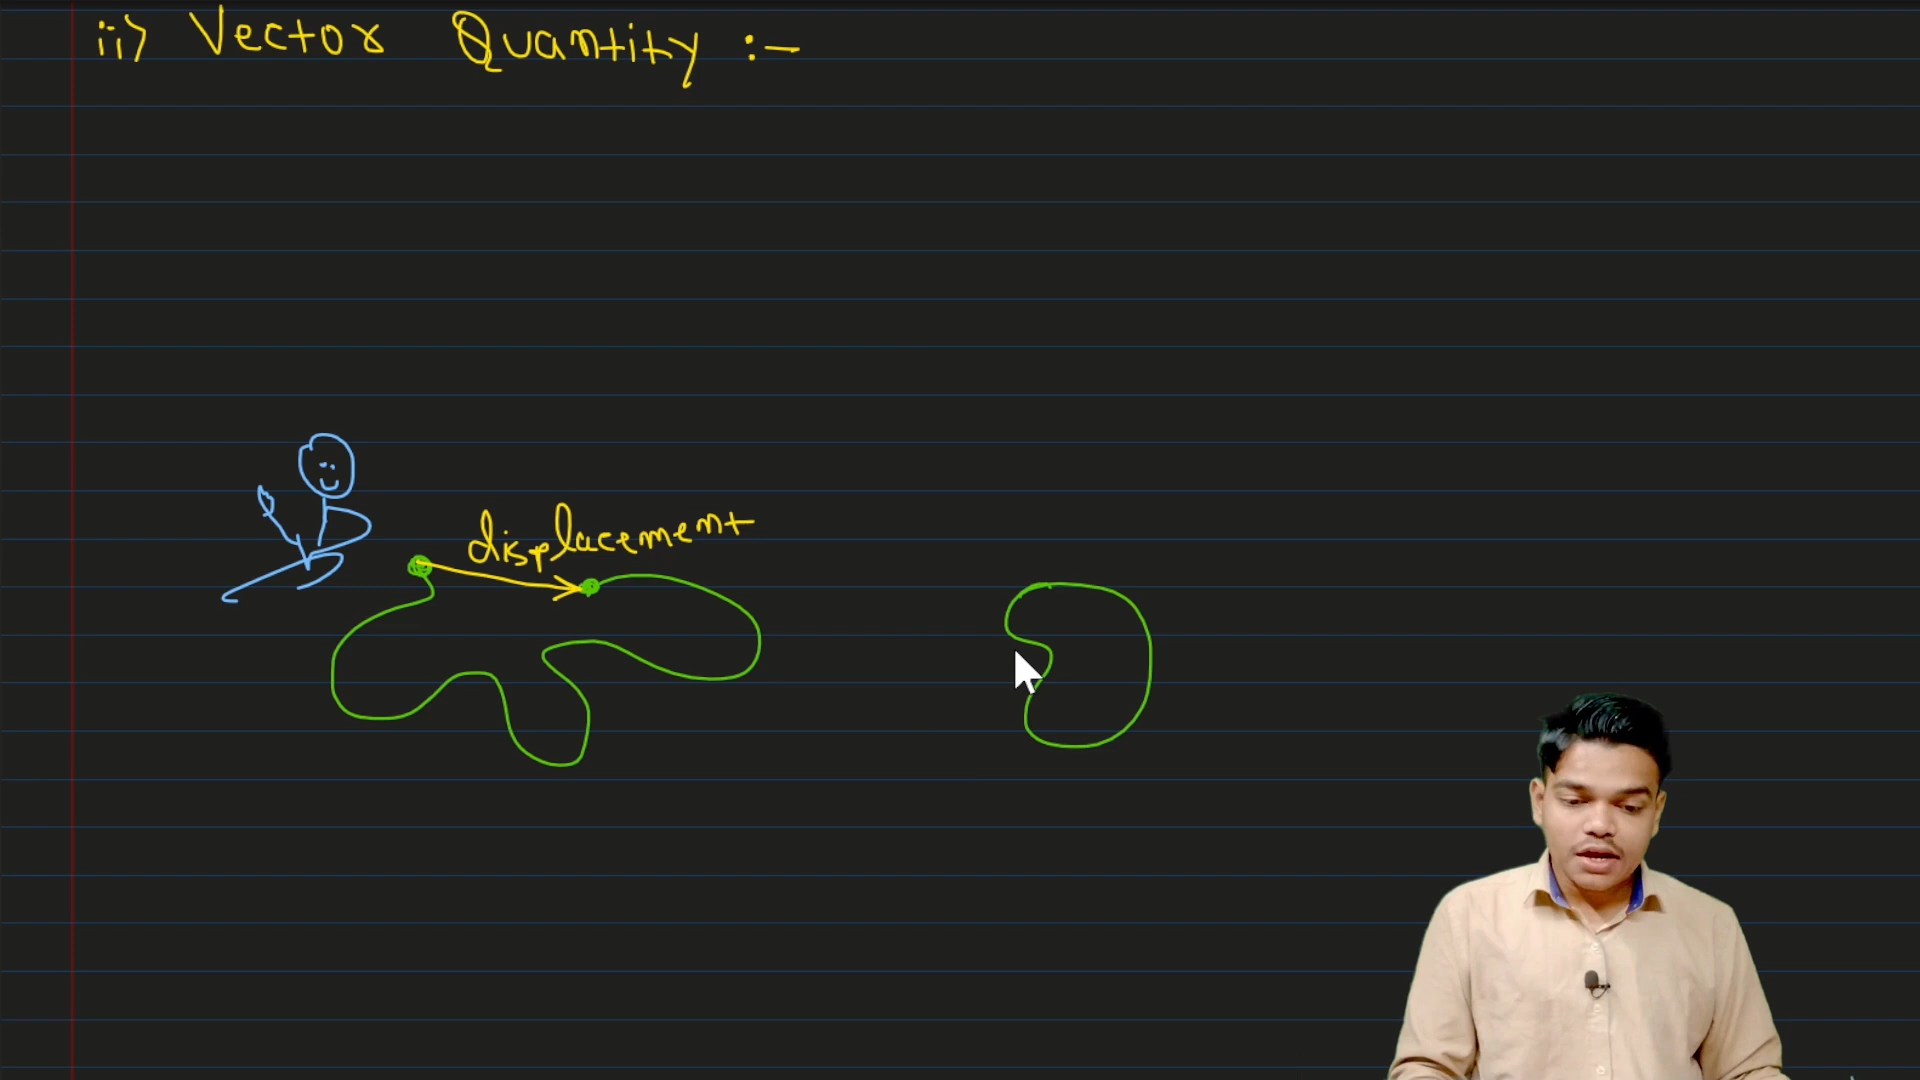 ii) Vector Quantity :-
displacement